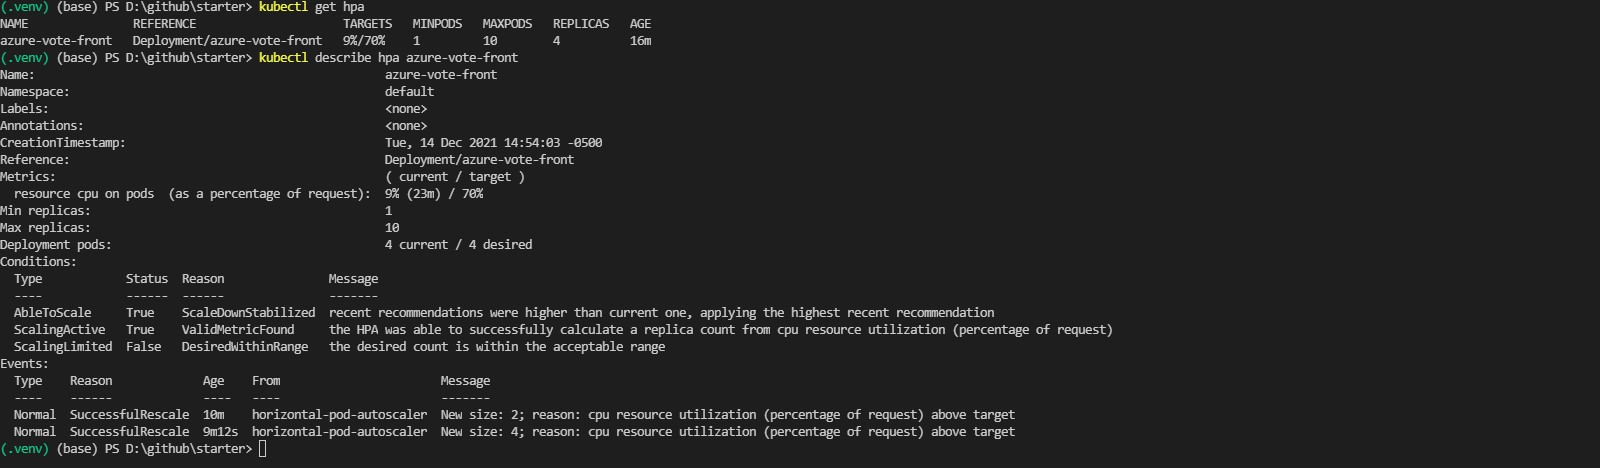 (.venv) (base) PS D:\github\starter> kubectl get hpa
NAME               REFERENCE                     TARGETS   MINPODS   MAXPODS   REPLICAS   AGE
azure-vote-front   Deployment/azure-vote-front   9%/70%    1         10        4          16m
(.venv) (base) PS D:\github\starter> kubectl describe hpa azure-vote-front
Name:                                                  azure-vote-front
Namespace:                                             default
Labels:                                                <none>
Annotations:                                           <none>
CreationTimestamp:                                     Tue, 14 Dec 2021 14:54:03 -0500
Reference:                                             Deployment/azure-vote-front
Metrics:                                               ( current / target )
  resource cpu on pods  (as a percentage of request):  9% (23m) / 70%
Min replicas:                                          1
Max replicas:                                          10
Deployment pods:                                       4 current / 4 desired
Conditions:
  Type            Status  Reason               Message
  ----            ------  ------               -------
  AbleToScale     True    ScaleDownStabilized  recent recommendations were higher than current one, applying the highest recent recommendation
  ScalingActive   True    ValidMetricFound     the HPA was able to successfully calculate a replica count from cpu resource utilization (percentage of request)
  ScalingLimited  False   DesiredWithinRange   the desired count is within the acceptable range
Events:
  Type    Reason             Age    From                       Message
  ----    ------             ----   ----                       -------
  Normal  SuccessfulRescale  10m    horizontal-pod-autoscaler  New size: 2; reason: cpu resource utilization (percentage of request) above target
  Normal  SuccessfulRescale  9m12s  horizontal-pod-autoscaler  New size: 4; reason: cpu resource utilization (percentage of request) above target
(.venv) (base) PS D:\github\starter>